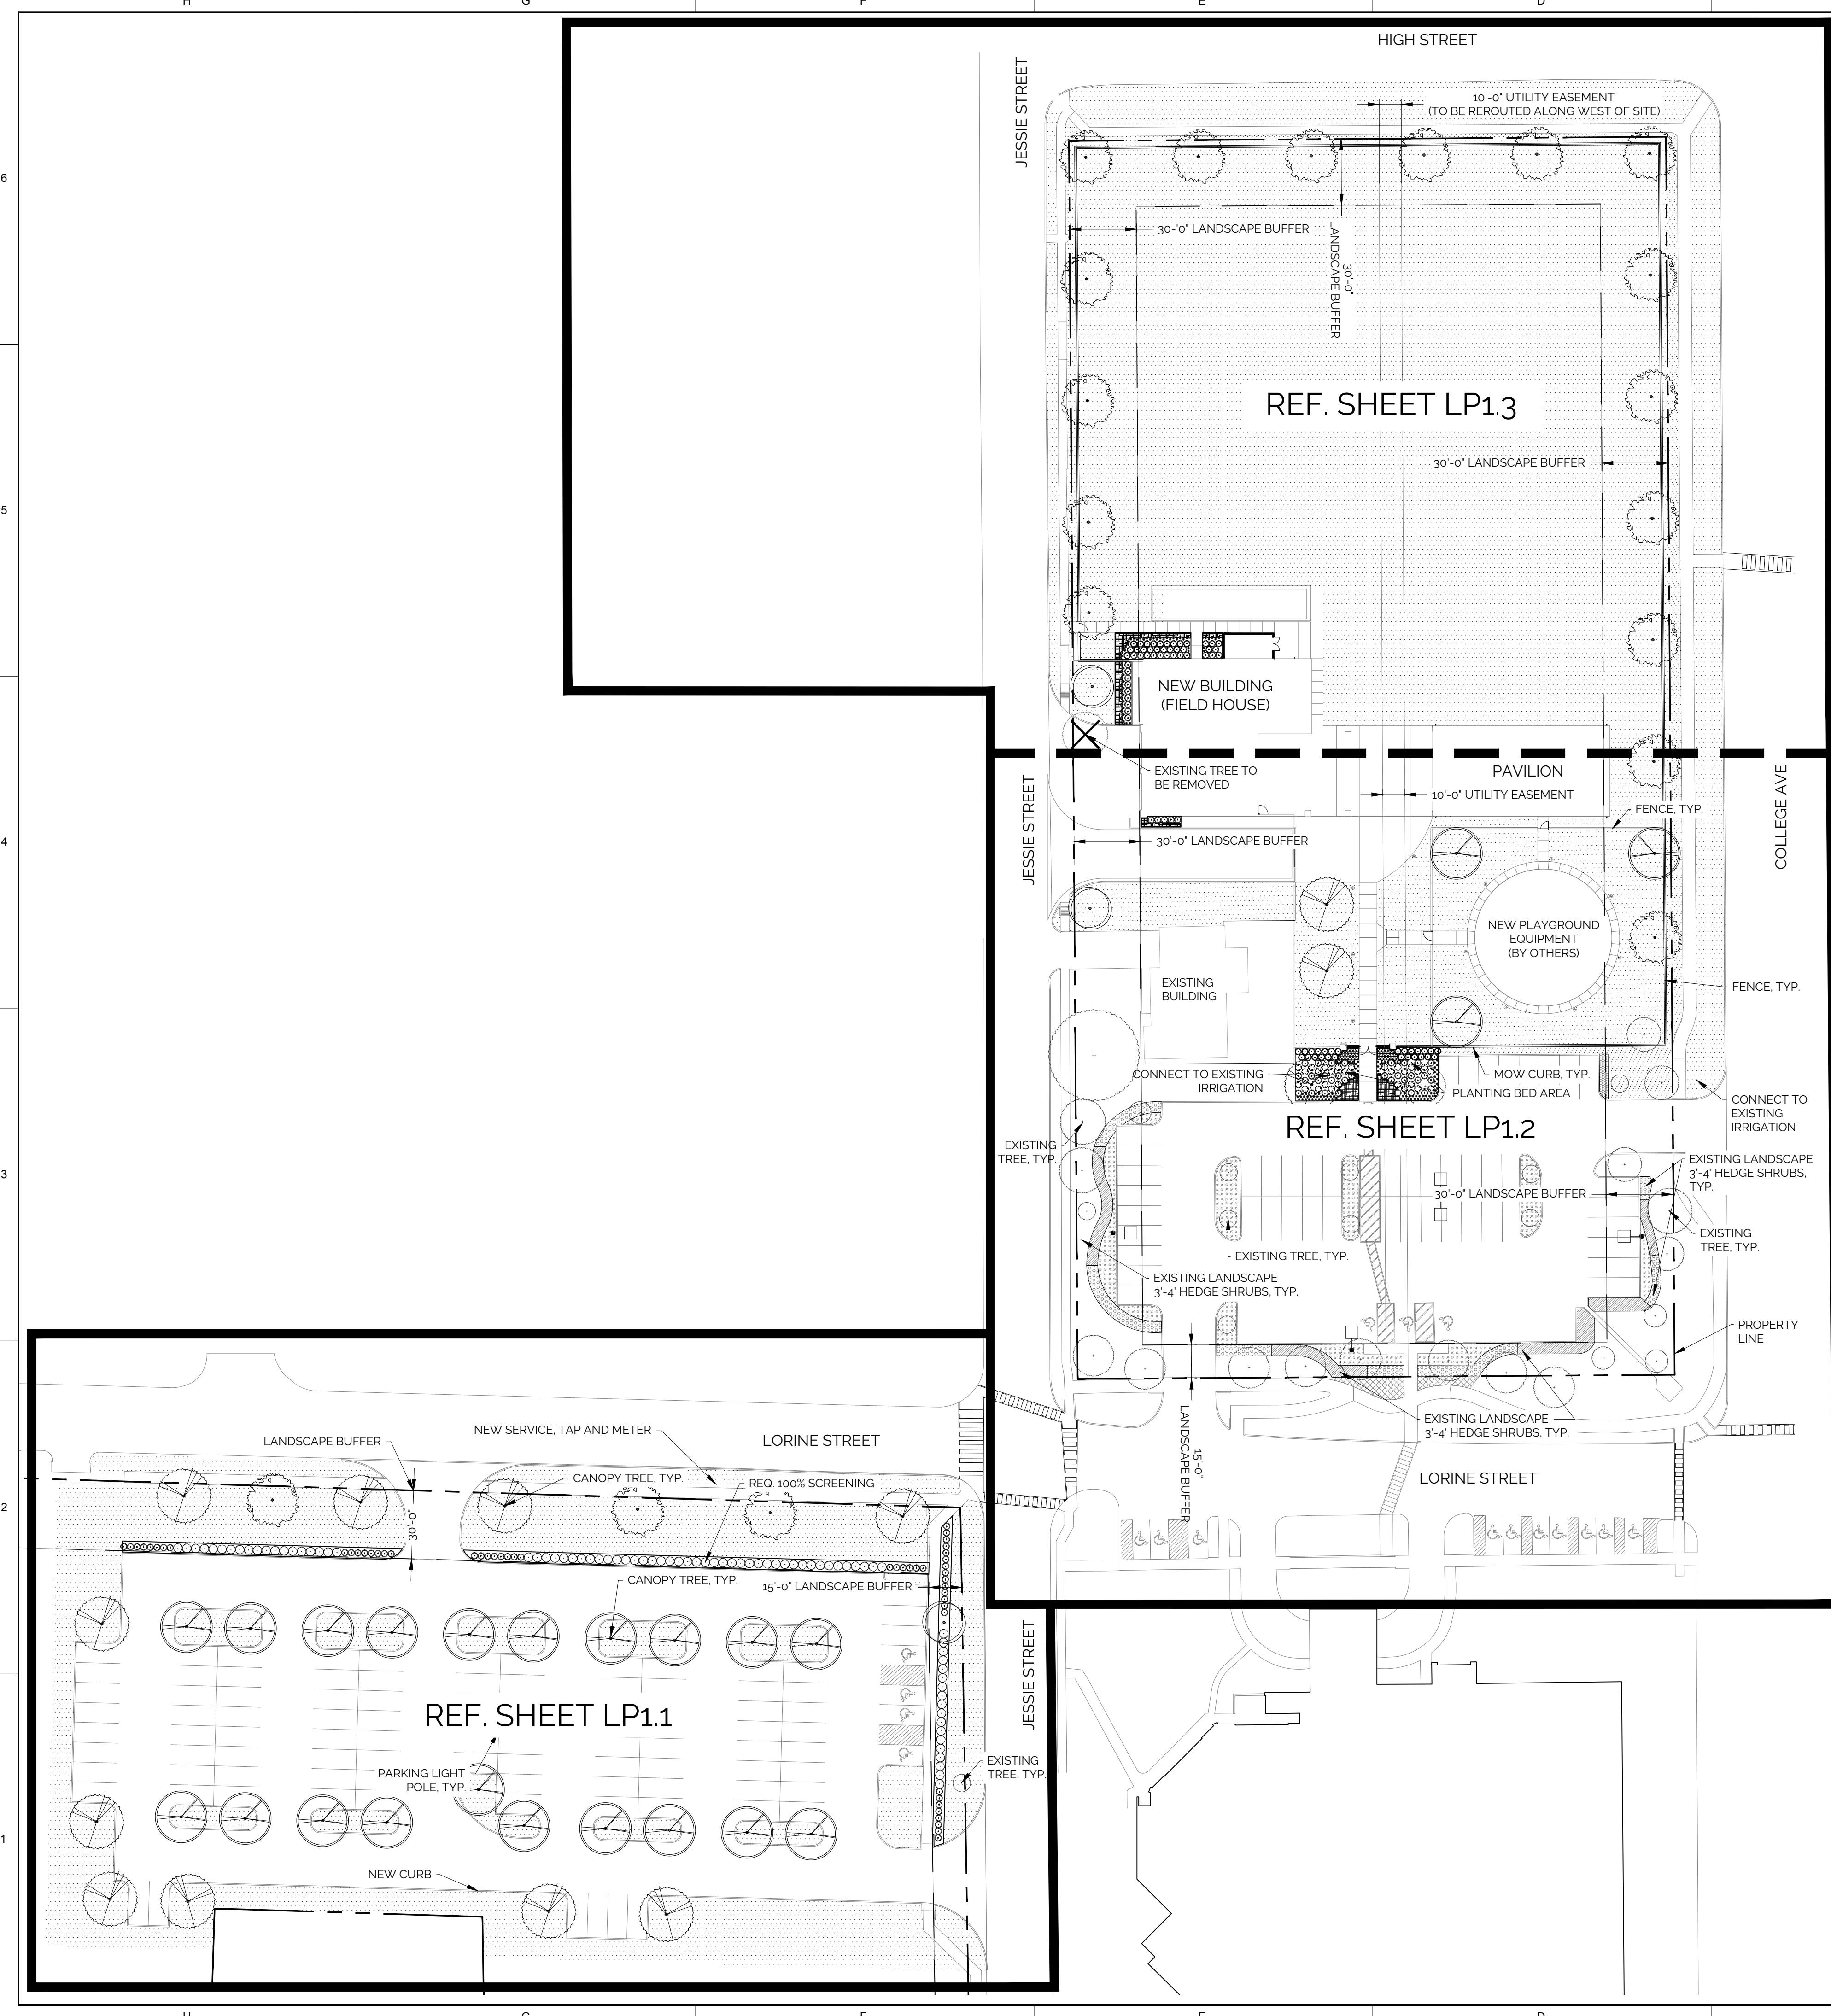 H G F E D
HIGH STREET
JESSIE STREET
10'-0" UTILITY EASEMENT
(TO BE REROUTED ALONG WEST OF SITE)
6
30-'0" LANDSCAPE BUFFER
30'-0"
LANDSCAPE BUFFER
REF. SHEET LP1.3
30'-0" LANDSCAPE BUFFER
5
NEW BUILDING
(FIELD HOUSE)
EXISTING TREE TO
BE REMOVED
PAVILION
10'-0" UTILITY EASEMENT
FENCE, TYP.
JESSIE STREET
COLLEGE AVE
4
30'-0" LANDSCAPE BUFFER
NEW PLAYGROUND
EQUIPMENT
(BY OTHERS)
EXISTING
BUILDING
FENCE, TYP.
CONNECT TO EXISTING
IRRIGATION
MOW CURB, TYP.
PLANTING BED AREA
CONNECT TO
EXISTING
IRRIGATION
REF. SHEET LP1.2
EXISTING
TREE, TYP.
3
EXISTING LANDSCAPE
3'-4' HEDGE SHRUBS,
TYP.
30'-0" LANDSCAPE BUFFER
EXISTING
TREE, TYP.
EXISTING TREE, TYP.
EXISTING LANDSCAPE
3'-4' HEDGE SHRUBS, TYP.
PROPERTY
LINE
15'-0"
LANDSCAPE BUFFER
EXISTING LANDSCAPE
3'-4' HEDGE SHRUBS, TYP.
LORINE STREET
NEW SERVICE, TAP AND METER
LANDSCAPE BUFFER
LORINE STREET
CANOPY TREE, TYP.
REQ. 100% SCREENING
2
30'-0"
CANOPY TREE, TYP.
15'-0" LANDSCAPE BUFFER
JESSIE STREET
REF. SHEET LP1.1
PARKING LIGHT
POLE, TYP.
EXISTING
TREE, TYP.
1
NEW CURB
H G F E D